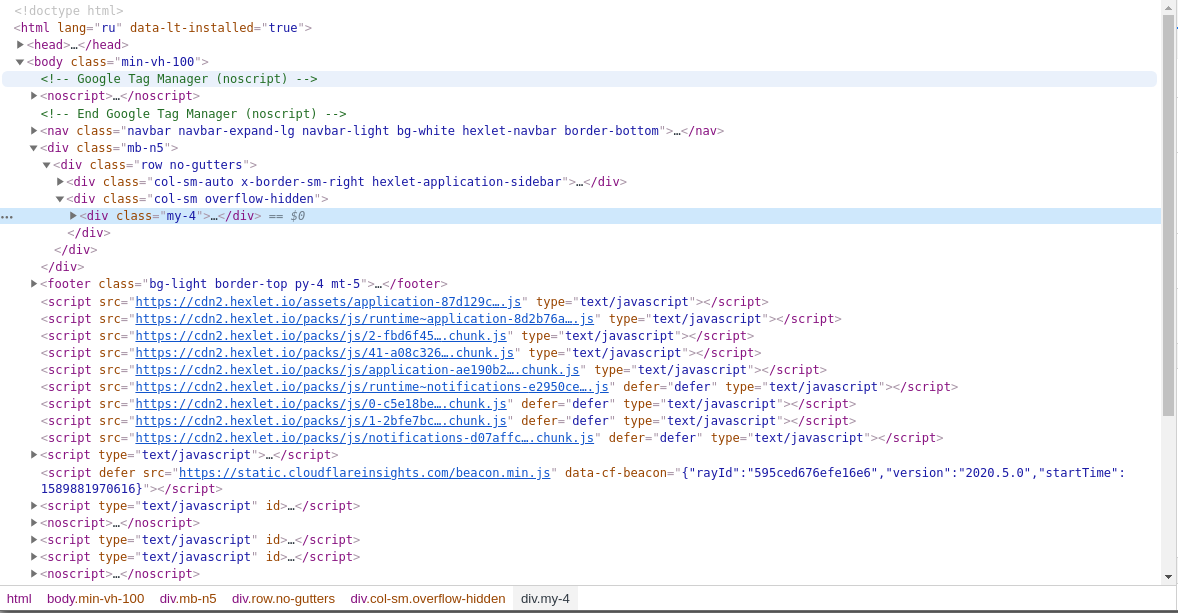 <!doctype html>
<html lang="ru" data-lt-installed="true">
<head>…</head>
<body class="min-vh-100">
<!-- Google Tag Manager (noscript) -->
<noscript>…</noscript>
<!-- End Google Tag Manager (noscript) -->
<nav class="navbar navbar-expand-lg navbar-light bg-white hexlet-navbar border-bottom">…</nav>
<div class="mb-n5">
<div class="row no-gutters">
<div class="col-sm-auto x-border-sm-right hexlet-application-sidebar">…</div>
<div class="col-sm overflow-hidden">
<div class="my-4">…</div> == $0
</div>
</div>
</div>
<footer class="bg-light border-top py-4 mt-5">…</footer>
<script src="https://cdn2.hexlet.io/assets/application-87d129c….js" type="text/javascript"></script>
<script src="https://cdn2.hexlet.io/packs/js/runtime~application-8d2b76a….js" type="text/javascript"></script>
<script src="https://cdn2.hexlet.io/packs/js/2-fbd6f45….chunk.js" type="text/javascript"></script>
<script src="https://cdn2.hexlet.io/packs/js/41-a08c326….chunk.js" type="text/javascript"></script>
<script src="https://cdn2.hexlet.io/packs/js/application-ae190b2….chunk.js" type="text/javascript"></script>
<script src="https://cdn2.hexlet.io/packs/js/runtime~notifications-e2950ce….js" defer="defer" type="text/javascript"></script>
<script src="https://cdn2.hexlet.io/packs/js/0-c5e18be….chunk.js" defer="defer" type="text/javascript"></script>
<script src="https://cdn2.hexlet.io/packs/js/1-2bfe7bc….chunk.js" defer="defer" type="text/javascript"></script>
<script src="https://cdn2.hexlet.io/packs/js/notifications-d07affc….chunk.js" defer="defer" type="text/javascript"></script>
<script type="text/javascript">…</script>
<script defer src="https://static.cloudflareinsights.com/beacon.min.js" data-cf-beacon="{"rayId":"595ced676efe16e6","version":"2020.5.0","startTime":
1589881970616}"></script>
<script type="text/javascript" id>…</script>
<noscript>…</noscript>
<script type="text/javascript" id>…</script>
<script type="text/javascript" id>…</script>
<noscript>…</noscript>
html body.min-vh-100 div.mb-n5 div.row.no-gutters div.col-sm.overflow-hidden div.my-4